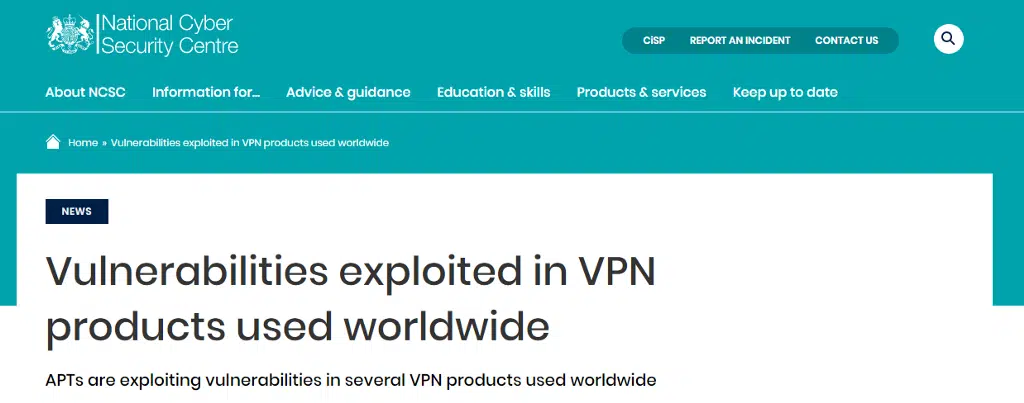 National Cyber
Security Centre
CiSP REPORT AN INCIDENT CONTACT US
About NCSC Information for... Advice & guidance Education & skills Products & services Keep up to date
Home » Vulnerabilities exploited in VPN products used worldwide
NEWS
Vulnerabilities exploited in VPN
products used worldwide
APTs are exploiting vulnerabilities in several VPN products used worldwide